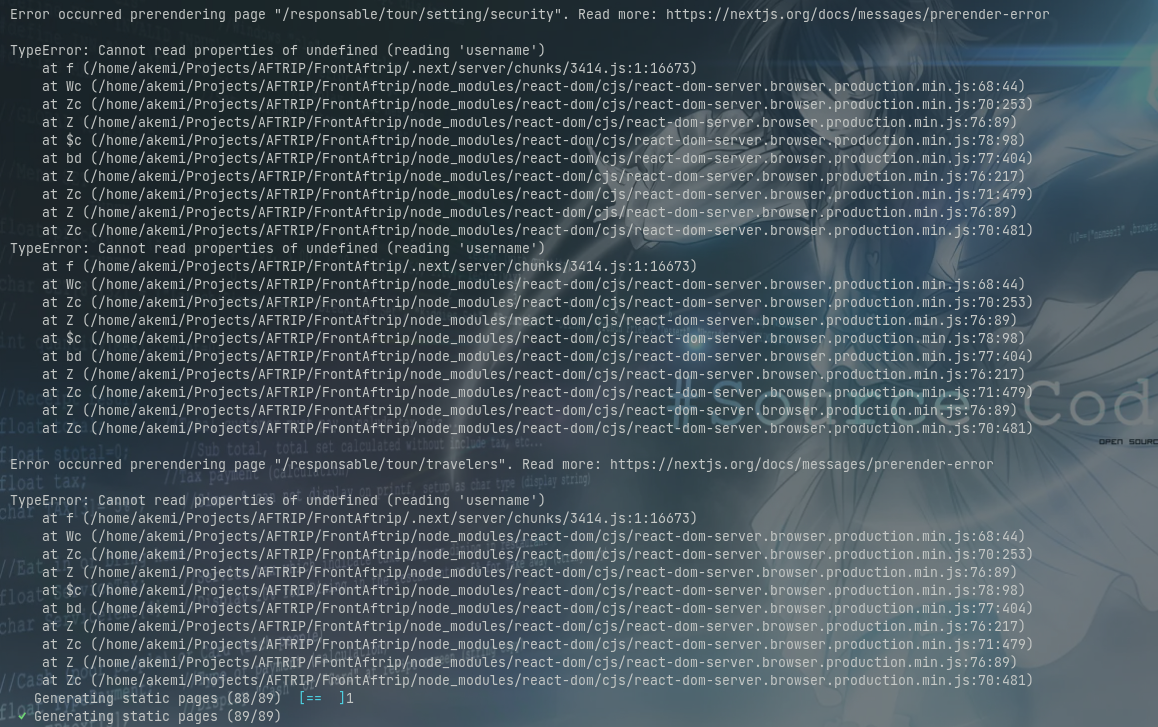 Error occurred prerendering page "/responsable/tour/setting/security". Read more: https://nextjs.org/docs/messages/prerender-error
TypeError: Cannot read properties of undefined (reading 'username')
at f (/home/akemi/Projects/AFTRIP/FrontAftrip/.next/server/chunks/3414.js:1:16673)
at Wc (/home/akemi/Projects/AFTRIP/FrontAftrip/node_modules/react-dom/cjs/react-dom-server.browser.production.min.js:68:44)
at Zc (/home/akemi/Projects/AFTRIP/FrontAftrip/node_modules/react-dom/cjs/react-dom-server.browser.production.min.js:70:253)
at Z (/home/akemi/Projects/AFTRIP/FrontAftrip/node_modules/react-dom/cjs/react-dom-server.browser.production.min.js:76:89)
at $c (/home/akemi/Projects/AFTRIP/FrontAftrip/node_modules/react-dom/cjs/react-dom-server.browser.production.min.js:78:98)
at bd (/home/akemi/Projects/AFTRIP/FrontAftrip/node_modules/react-dom/cjs/react-dom-server.browser.production.min.js:77:404)
at Z (/home/akemi/Projects/AFTRIP/FrontAftrip/node_modules/react-dom/cjs/react-dom-server.browser.production.min.js:76:217)
at Zc (/home/akemi/Projects/AFTRIP/FrontAftrip/node_modules/react-dom/cjs/react-dom-server.browser.production.min.js:71:479)
at Z (/home/akemi/Projects/AFTRIP/FrontAftrip/node_modules/react-dom/cjs/react-dom-server.browser.production.min.js:76:89)
at Zc (/home/akemi/Projects/AFTRIP/FrontAftrip/node_modules/react-dom/cjs/react-dom-server.browser.production.min.js:70:481)
TypeError: Cannot read properties of undefined (reading 'username')
at f (/home/akemi/Projects/AFTRIP/FrontAftrip/.next/server/chunks/3414.js:1:16673)
at Wc (/home/akemi/Projects/AFTRIP/FrontAftrip/node_modules/react-dom/cjs/react-dom-server.browser.production.min.js:68:44)
at Zc (/home/akemi/Projects/AFTRIP/FrontAftrip/node_modules/react-dom/cjs/react-dom-server.browser.production.min.js:70:253)
at Z (/home/akemi/Projects/AFTRIP/FrontAftrip/node_modules/react-dom/cjs/react-dom-server.browser.production.min.js:76:89)
at $c (/home/akemi/Projects/AFTRIP/FrontAftrip/node_modules/react-dom/cjs/react-dom-server.browser.production.min.js:78:98)
at bd (/home/akemi/Projects/AFTRIP/FrontAftrip/node_modules/react-dom/cjs/react-dom-server.browser.production.min.js:77:404)
at Z (/home/akemi/Projects/AFTRIP/FrontAftrip/node_modules/react-dom/cjs/react-dom-server.browser.production.min.js:76:217)
at Zc (/home/akemi/Projects/AFTRIP/FrontAftrip/node_modules/react-dom/cjs/react-dom-server.browser.production.min.js:71:479)
at Z (/home/akemi/Projects/AFTRIP/FrontAftrip/node_modules/react-dom/cjs/react-dom-server.browser.production.min.js:76:89)
#Source Cod
at Zc (/home/akemi/Projects/AFTRIP/FrontAftrip/node_modules/react-dom/cjs/react-dom-server.browser.production.min.js:70:481)
OPEN SOURC
Error occurred prerendering page "/responsable/tour/travelers". Read more: https://nextjs.org/docs/messages/prerender-error
TypeError: Cannot read properties of undefined (reading 'username')
at f (/home/akemi/Projects/AFTRIP/FrontAftrip/.next/server/chunks/3414.js:1:16673)
at Wc (/home/akemi/Projects/AFTRIP/FrontAftrip/node_modules/react-dom/cjs/react-dom-server.browser.production.min.js:68:44)
at Zc (/home/akemi/Projects/AFTRIP/FrontAftrip/node_modules/react-dom/cjs/react-dom-server.browser.production.min.js:70:253)
at Z (/home/akemi/Projects/AFTRIP/FrontAftrip/node_modules/react-dom/cjs/react-dom-server.browser.production.min.js:76:89)
at $c (/home/akemi/Projects/AFTRIP/FrontAftrip/node_modules/react-dom/cjs/react-dom-server.browser.production.min.js:78:98)
at bd (/home/akemi/Projects/AFTRIP/FrontAftrip/node_modules/react-dom/cjs/react-dom-server.browser.production.min.js:77:404)
at Z (/home/akemi/Projects/AFTRIP/FrontAftrip/node_modules/react-dom/cjs/react-dom-server.browser.production.min.js:76:217)
at Zc (/home/akemi/Projects/AFTRIP/FrontAftrip/node_modules/react-dom/cjs/react-dom-server.browser.production.min.js:71:479)
at Z (/home/akemi/Projects/AFTRIP/FrontAftrip/node_modules/react-dom/cjs/react-dom-server.browser.production.min.js:76:89)
at Zc (/home/akemi/Projects/AFTRIP/FrontAftrip/node_modules/react-dom/cjs/react-dom-server.browser.production.min.js:70:481)
Generating static pages (88/89) [== ]1
✓ Generating static pages (89/89)